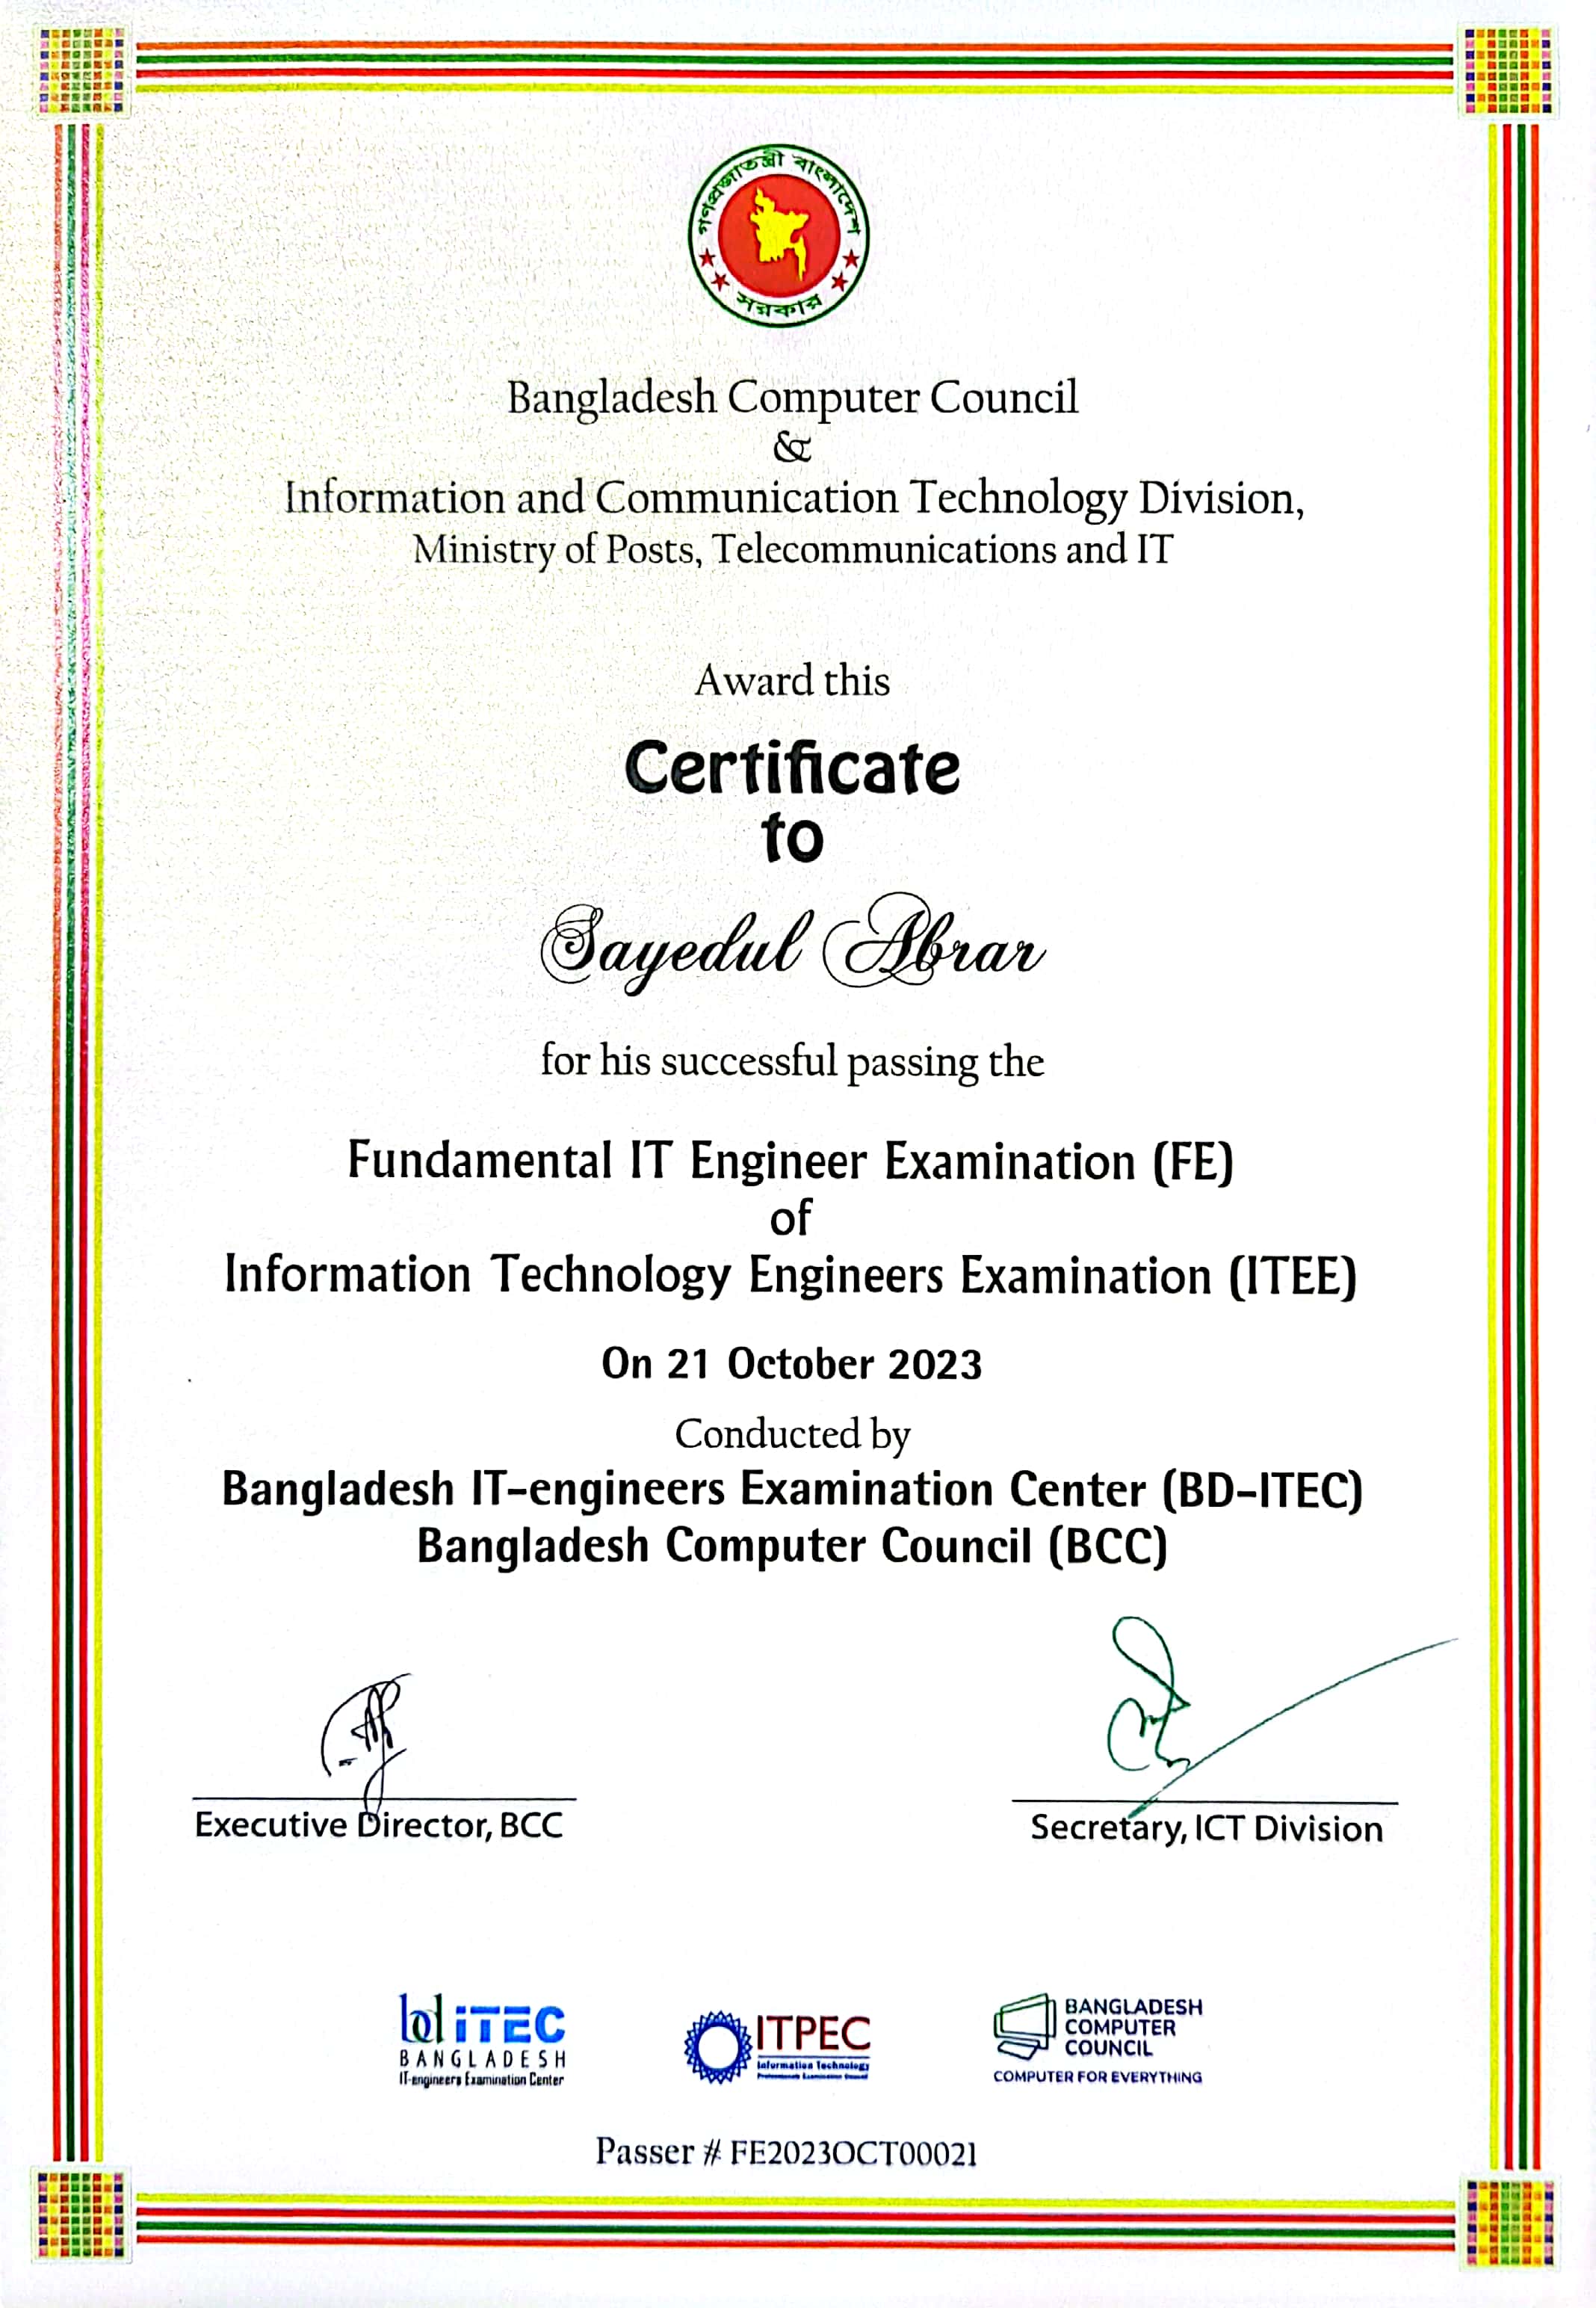 গণপ্রজাতন্ত্রী বাংলাদেশ
সরকার
Bangladesh Computer Council
&
Information and Communication Technology Division,
Ministry of Posts, Telecommunications and IT
Award this
Certificate
to
Sayedul Abrar
for his successful passing the
Fundamental IT Engineer Examination (FE)
of
Information Technology Engineers Examination (ITEE)
On 21 October 2023
Conducted by
Bangladesh IT-engineers Examination Center (BD-ITEC)
Bangladesh Computer Council (BCC)
Executive Director, BCC
Secretary, ICT Division
bd iTEC
BANGLADESH
IT-engineers Examination Center
ITPEC
Information Technology
Professionals Examination Council
BANGLADESH
COMPUTER
COUNCIL
COMPUTER FOR EVERYTHING
Passer # FE2023OCT00021